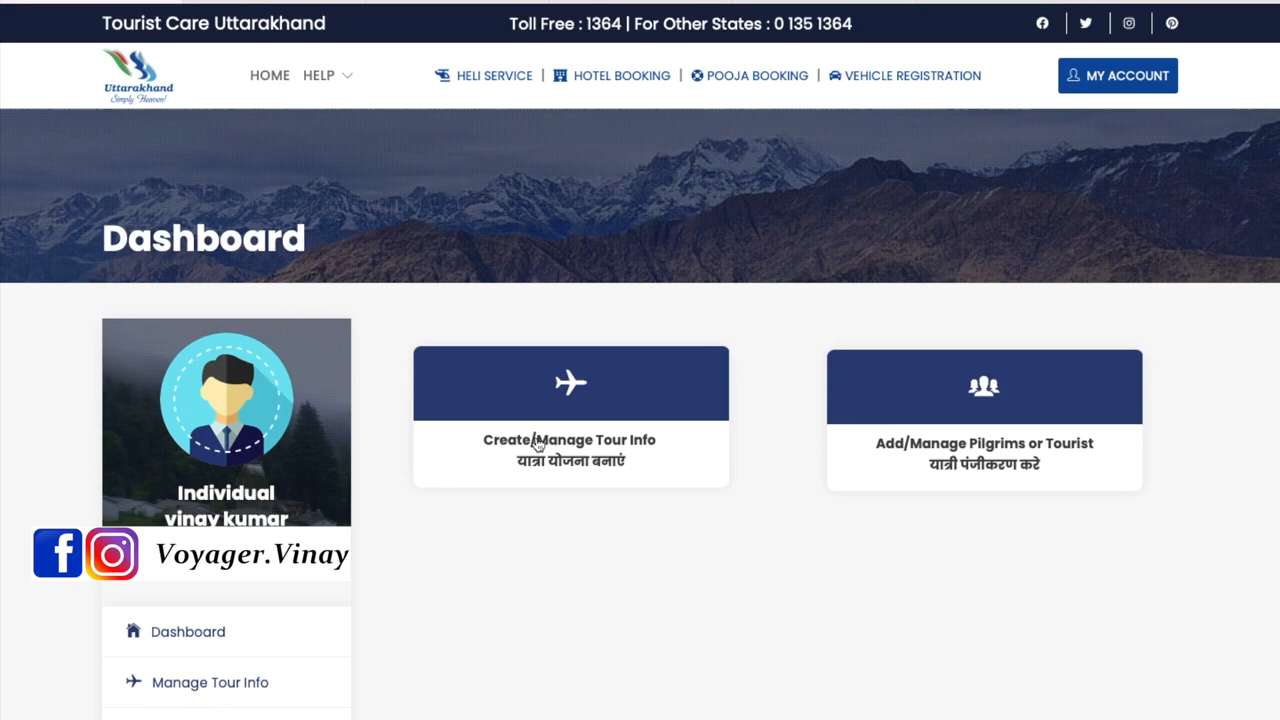 Tourist Care Uttarakhand
Toll Free : 1364 | For Other States : 0 135 1364
Uttarakhand
Simply Heaven!
HOME HELP
HELI SERVICE | HOTEL BOOKING | POOJA BOOKING | VEHICLE REGISTRATION
MY ACCOUNT
Dashboard
Individual
vinay kumar
Voyager.Vinay
Dashboard
Manage Tour Info
Create/Manage Tour Info
यात्रा योजना बनाएं
Add/Manage Pilgrims or Tourist
यात्री पंजीकरण करे